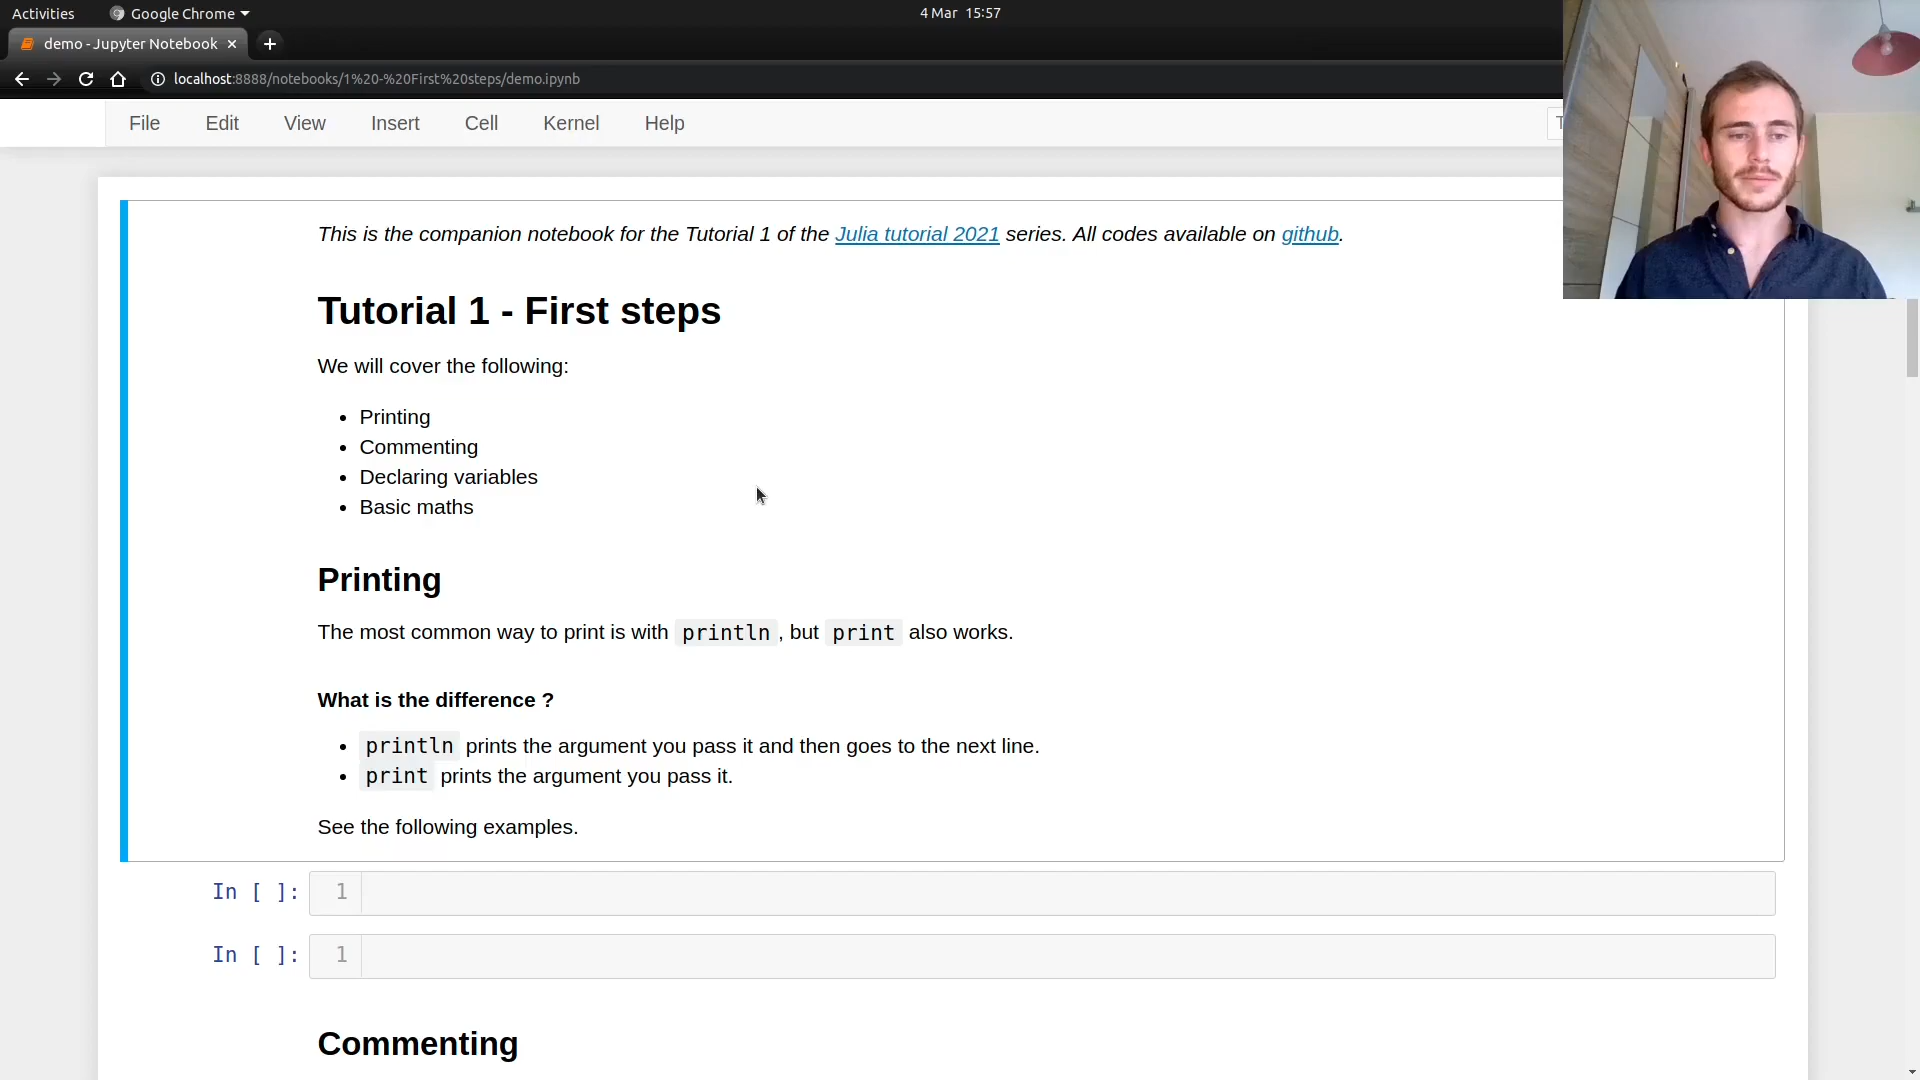 Activities Google Chrome 4 Mar 15:57
demo - Jupyter Notebook
localhost:8888/notebooks/1%20-%20First%20steps/demo.ipynb
File Edit View Insert Cell Kernel Help T
This is the companion notebook for the Tutorial 1 of the Julia tutorial 2021 series. All codes available on github.
Tutorial 1 - First steps
We will cover the following:
• Printing
• Commenting
• Declaring variables
• Basic maths
Printing
The most common way to print is with println, but print also works.
What is the difference ?
• println prints the argument you pass it and then goes to the next line.
• print prints the argument you pass it.
See the following examples.
In [ ]: 1
In [ ]: 1
Commenting